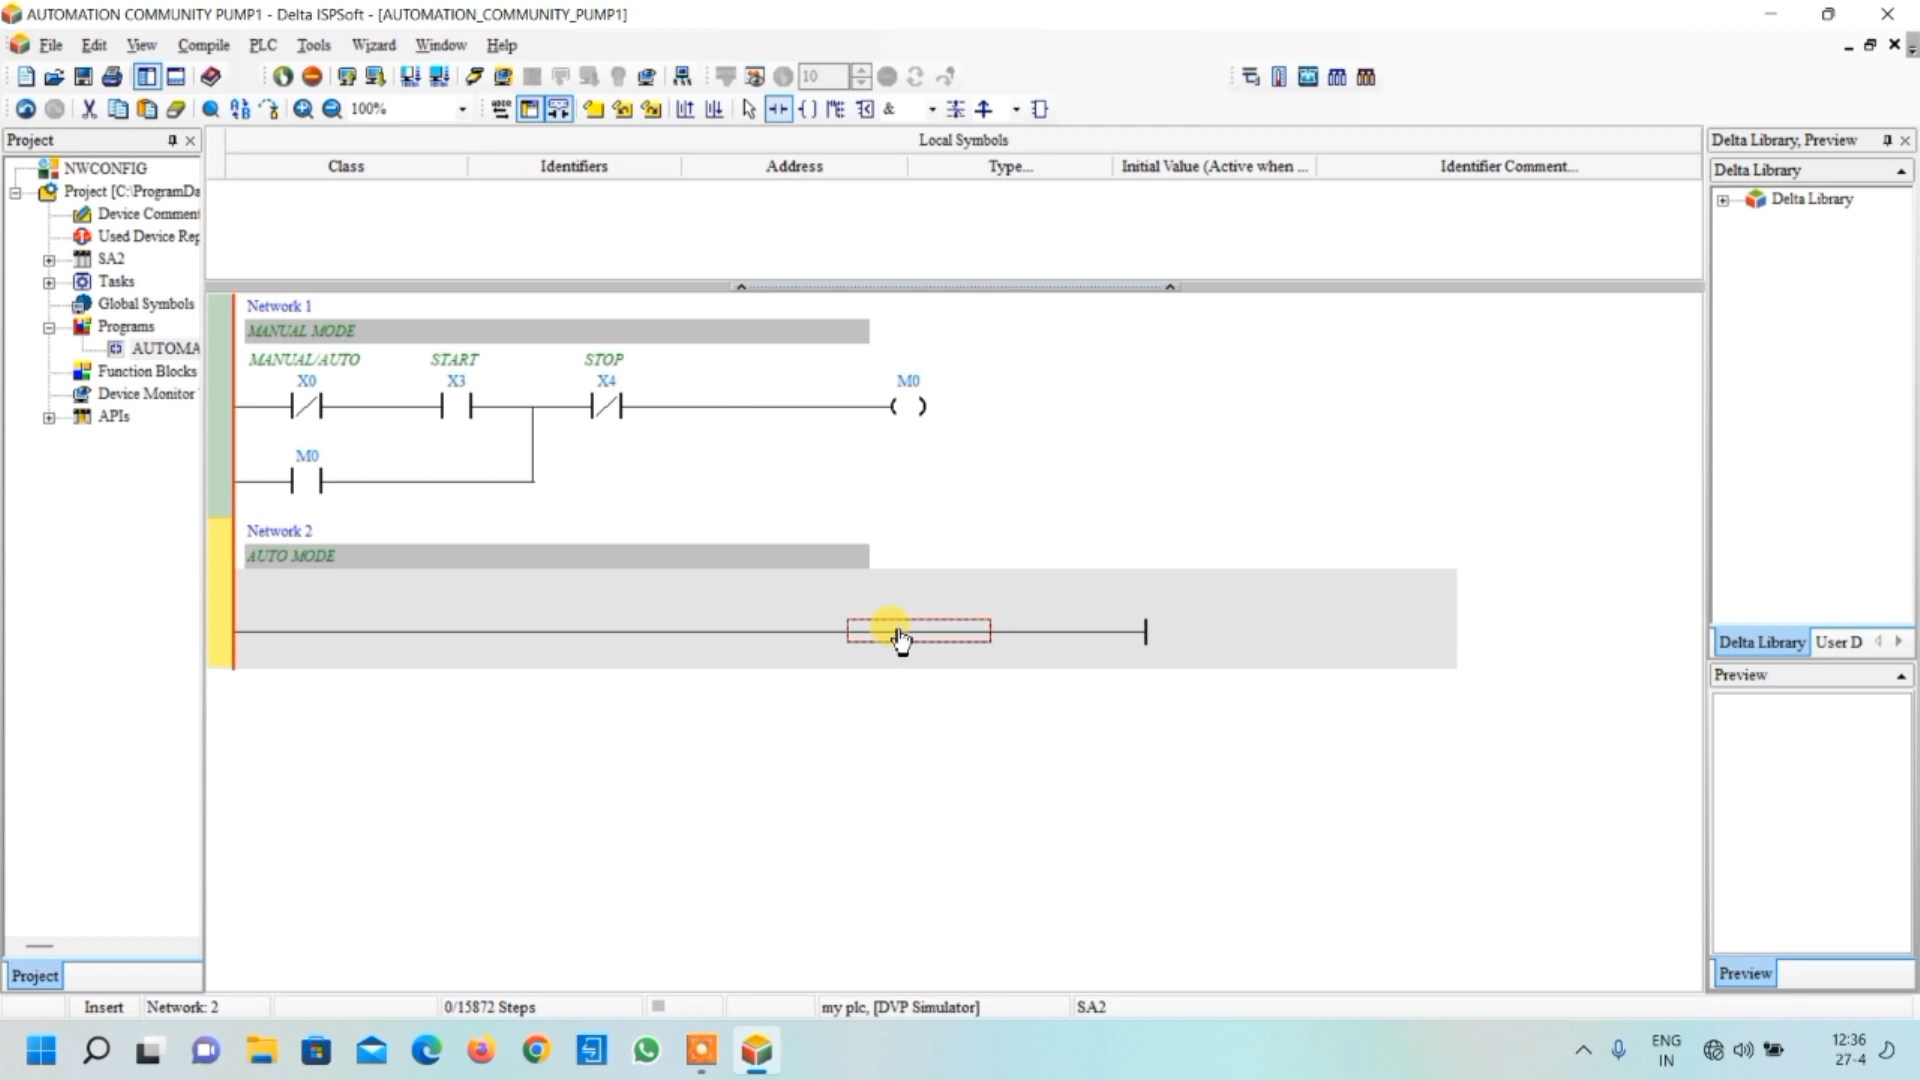 AUTOMATION COMMUNITY PUMP1 - Delta ISPSoft - [AUTOMATION_COMMUNITY_PUMP1]
File Edit View Compile PLC Tools Wizard Window Help
10
100%
&
Project
NWCONFIG
Project [C:\ProgramDa
Device Comment
Used Device Rep
SA2
Tasks
Global Symbols
Programs
AUTOMA
Function Blocks
Device Monitor
APIs
Project
Local Symbols
Class Identifiers Address Type... Initial Value (Active when ... Identifier Comment...
Network 1
MANUAL MODE
MANUAL/AUTO START STOP
X0 X3 X4 M0
M0
Network 2
AUTO MODE
Delta Library, Preview
Delta Library
Delta Library
Delta Library User D
Preview
Preview
Insert Network: 2 0/15872 Steps my plc, [DVP Simulator] SA2
ENG
IN
12:36
27-4